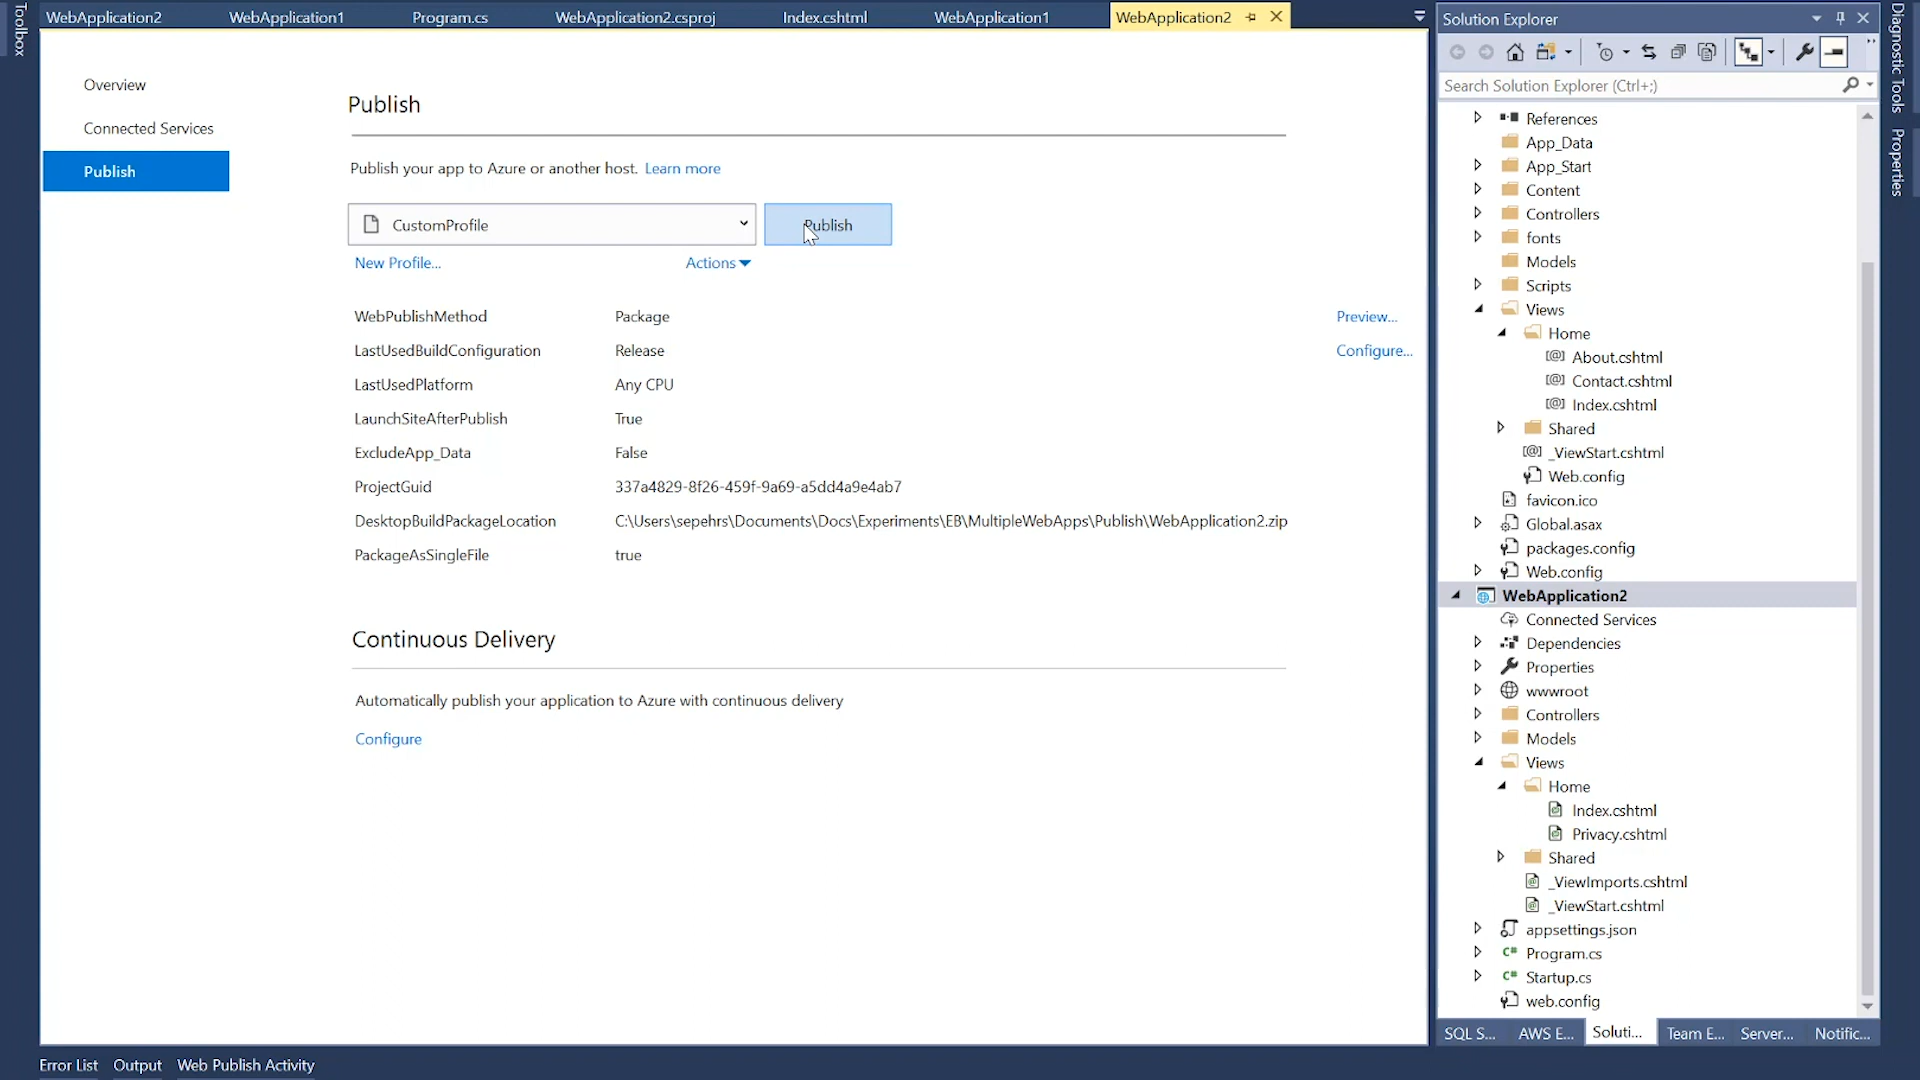 Toolbox
WebApplication2
WebApplication1
Program.cs
WebApplication2.csproj
Index.cshtml
WebApplication1
WebApplication2
Overview
Connected Services
Publish
Publish
Publish your app to Azure or another host. Learn more
CustomProfile
Publish
New Profile...
Actions
WebPublishMethod Package Preview...
LastUsedBuildConfiguration Release Configure...
LastUsedPlatform Any CPU
LaunchSiteAfterPublish True
ExcludeApp_Data False
ProjectGuid 337a4829-8f26-459f-9a69-a5dd4a9e4ab7
DesktopBuildPackageLocation C:\Users\sepehrs\Documents\Docs\Experiments\EB\MultipleWebApps\Publish\WebApplication2.zip
PackageAsSingleFile true
Continuous Delivery
Automatically publish your application to Azure with continuous delivery
Configure
Solution Explorer
Search Solution Explorer (Ctrl+;)
References
App_Data
App_Start
Content
Controllers
fonts
Models
Scripts
Views
Home
About.cshtml
Contact.cshtml
Index.cshtml
Shared
_ViewStart.cshtml
Web.config
favicon.ico
Global.asax
packages.config
Web.config
WebApplication2
Connected Services
Dependencies
Properties
wwwroot
Controllers
Models
Views
Home
Index.cshtml
Privacy.cshtml
Shared
_ViewImports.cshtml
_ViewStart.cshtml
appsettings.json
Program.cs
Startup.cs
web.config
SQL S... AWS E... Soluti... Team E... Server... Notific...
Diagnostic Tools
Properties
Error List Output Web Publish Activity